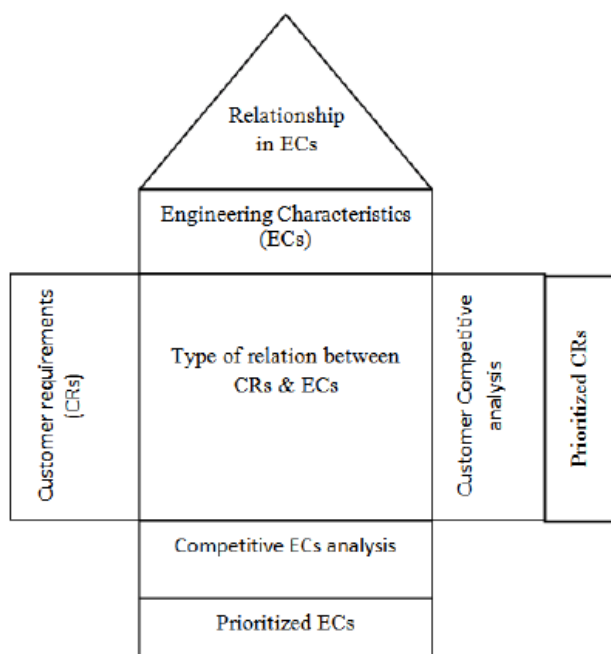 Relationship
in ECs
Engineering Characteristics
(ECs)
Customer requirements
(CRs)
Type of relation between
CRs & ECs
Customer Competitive
analysis
Prioritized CRs
Competitive ECs analysis
Prioritized ECs